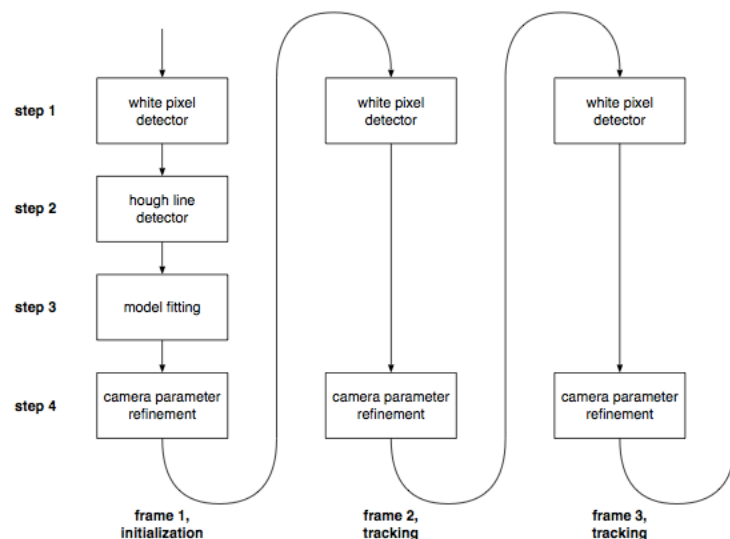 step 1
white pixel
detector
white pixel
detector
white pixel
detector
step 2
hough line
detector
step 3
model fitting
step 4
camera parameter
refinement
camera parameter
refinement
camera parameter
refinement
frame 1,
initialization
frame 2,
tracking
frame 3,
tracking